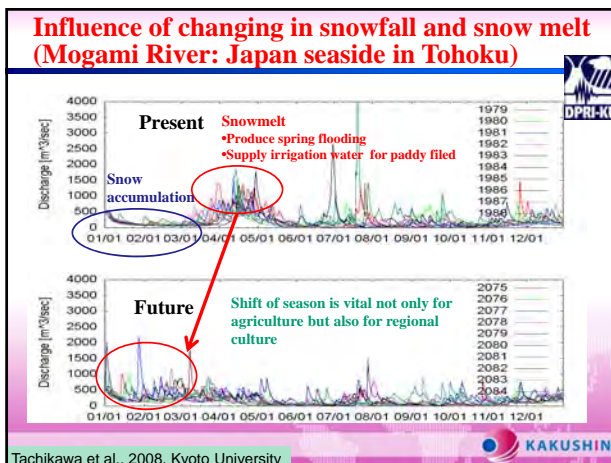 Influence of changing in snowfall and snow melt
(Mogami River: Japan seaside in Tohoku)
DPRI-KU
Discharge [m^3/sec]
4000
3500
3000
2500
2000
1500
1000
500
0
Present
Snowmelt
•Produce spring flooding
•Supply irrigation water for paddy filed
Snow
accumulation
1979
1980
1981
1982
1983
1984
1985
1986
1987
1988
01/01 02/01 03/01 04/01 05/01 06/01 07/01 08/01 09/01 10/01 11/01 12/01
Discharge [m^3/sec]
4000
3500
3000
2500
2000
1500
1000
500
0
Future
Shift of season is vital not only for
agriculture but also for regional
culture
2075
2076
2077
2078
2079
2080
2081
2082
2083
2084
01/01 02/01 03/01 04/01 05/01 06/01 07/01 08/01 09/01 10/01 11/01 12/01
Tachikawa et al., 2008, Kyoto University
KAKUSHIN